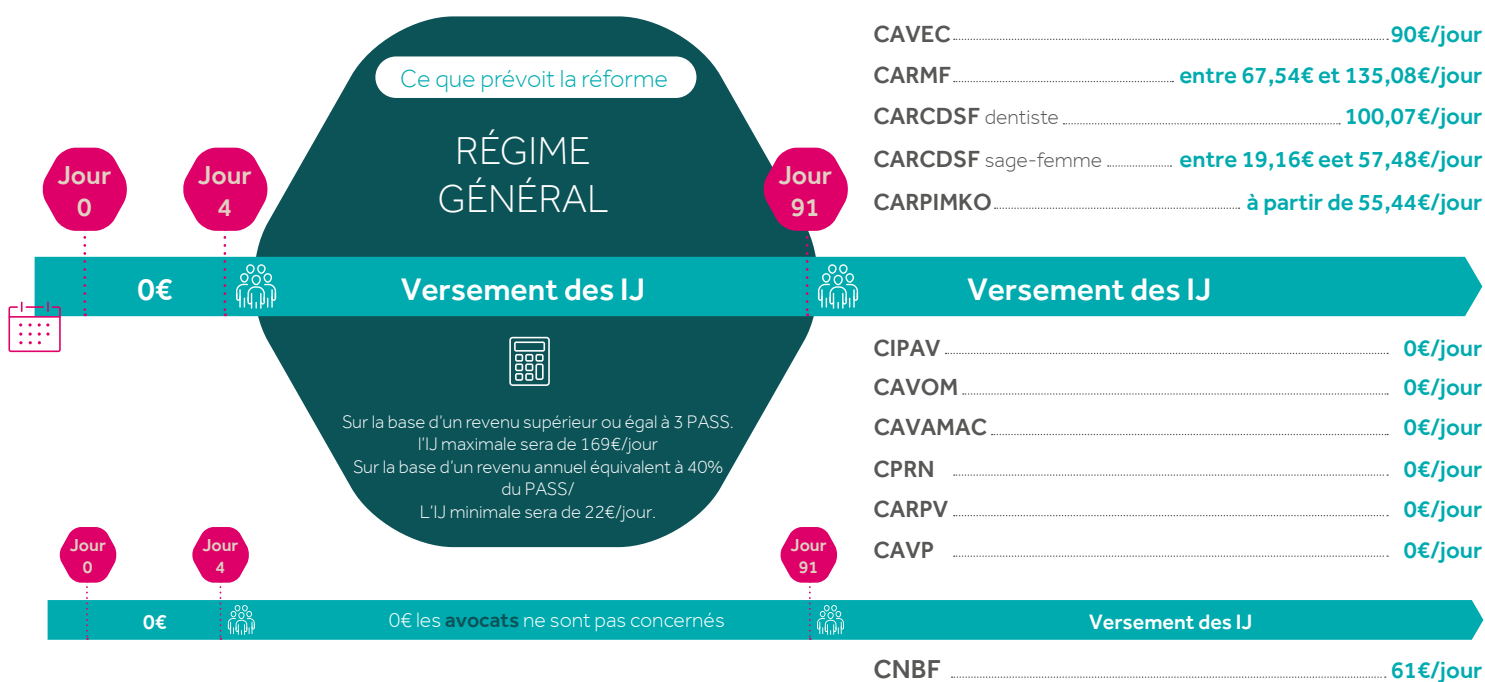 CAVEC 90€/jour
CARMF entre 67,54€ et 135,08€/jour
CARCDSF dentiste 100,07€/jour
CARCDSF sage-femme entre 19,16€ eet 57,48€/jour
CARPIMKO à partir de 55,44€/jour
Ce que prévoit la réforme
RÉGIME
GÉNÉRAL
Jour
0
Jour
4
Jour
91
0€
Versement des IJ
Versement des IJ
Sur la base d'un revenu supérieur ou égal à 3 PASS.
l'IJ maximale sera de 169€/jour
Sur la base d'un revenu annuel équivalent à 40%
du PASS/
L'IJ minimale sera de 22€/jour.
CIPAV 0€/jour
CAVOM 0€/jour
CAVAMAC 0€/jour
CPRN 0€/jour
CARPV 0€/jour
CAVP 0€/jour
Jour
0
Jour
4
Jour
91
0€
0€ les avocats ne sont pas concernés
Versement des IJ
CNBF 61€/jour